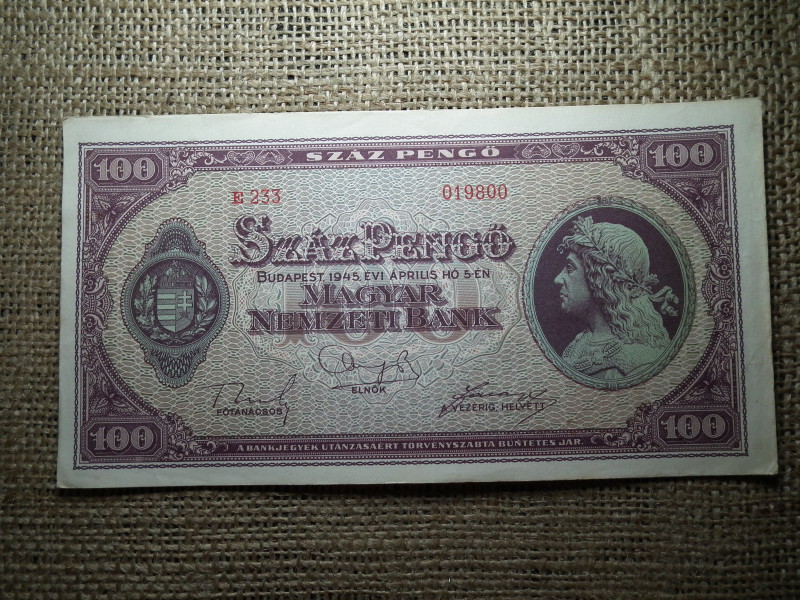 100 SZÁZ PENGŐ 100
E 233 019800
SZÁZ PENGŐ
BUDAPEST 1945. ÉVI ÁPRILIS HÓ 5-ÉN
MAGYAR
NEMZETI BANK
FŐTANÁCSOS
ELNÖK
A VEZÉRIG. HELYETT
100 100
A BANKJEGYEK UTÁNZÁSAÉRT TÖRVÉNYSZABTA BÜNTETÉS JÁR.